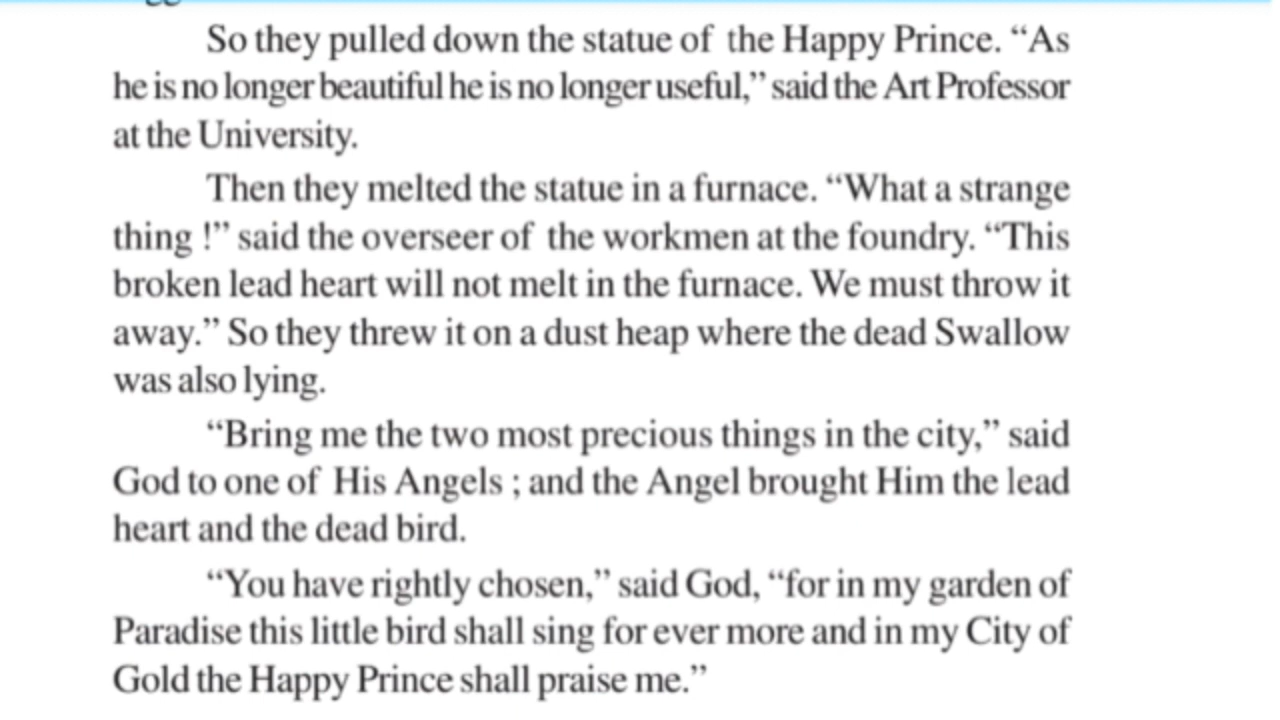 So they pulled down the statue of the Happy Prince. “As
he is no longer beautiful he is no longer useful,” said the Art Professor
at the University.
Then they melted the statue in a furnace. “What a strange
thing !” said the overseer of the workmen at the foundry. “This
broken lead heart will not melt in the furnace. We must throw it
away.” So they threw it on a dust heap where the dead Swallow
was also lying.
“Bring me the two most precious things in the city,” said
God to one of His Angels ; and the Angel brought Him the lead
heart and the dead bird.
“You have rightly chosen,” said God, “for in my garden of
Paradise this little bird shall sing for ever more and in my City of
Gold the Happy Prince shall praise me.”